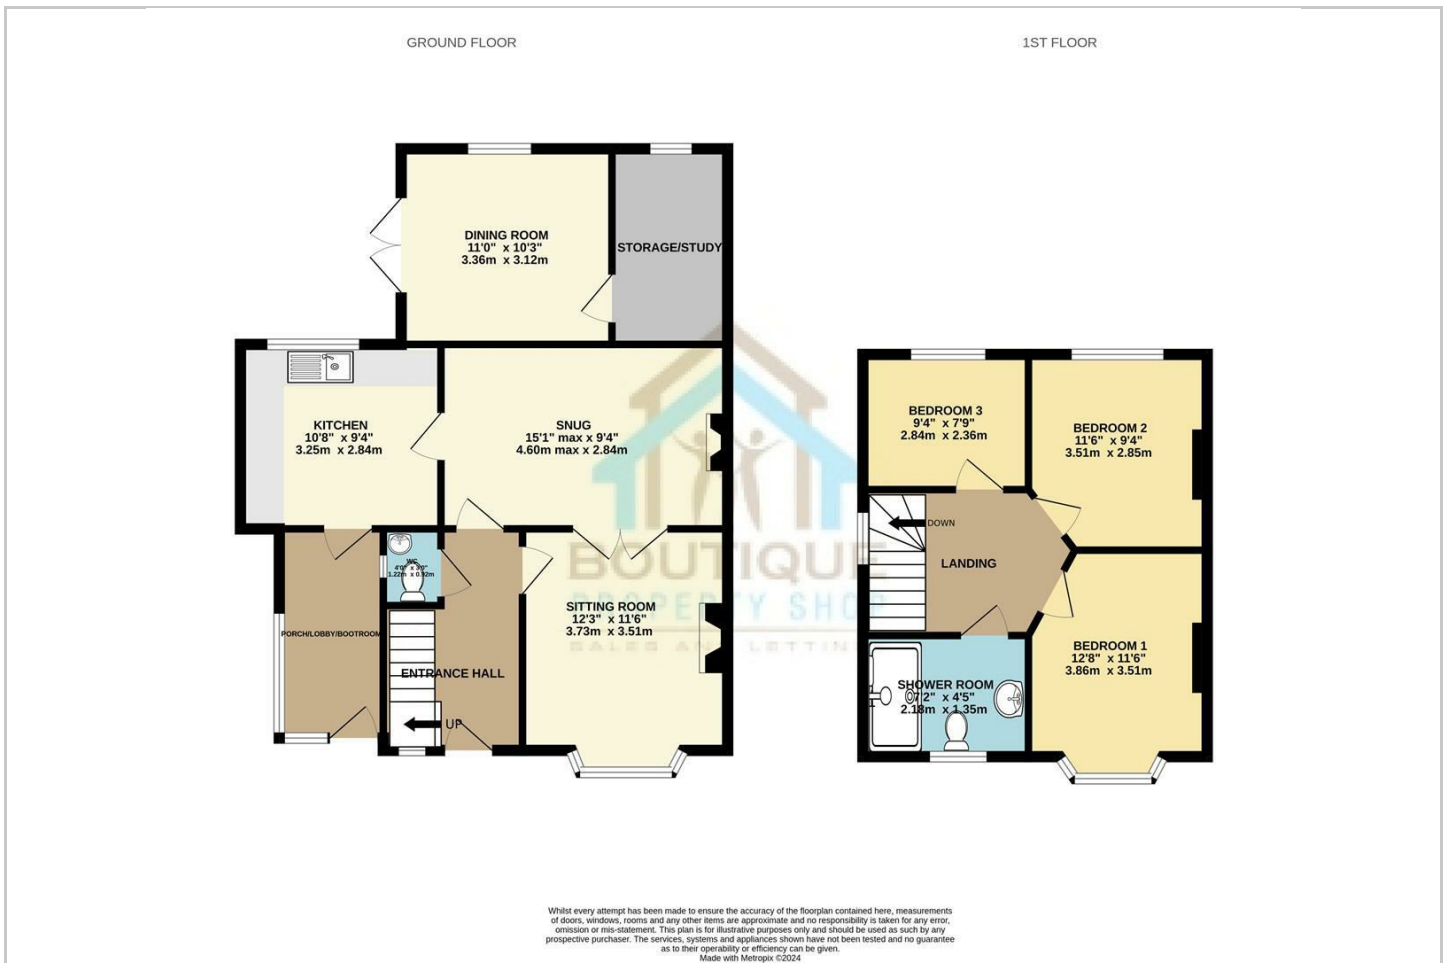 GROUND FLOOR
1ST FLOOR
DINING ROOM
11'0" x 10'3"
3.36m x 3.12m
STORAGE/STUDY
KITCHEN
10'8" x 9'4"
3.25m x 2.84m
SNUG
15'1" max x 9'4"
4.60m max x 2.84m
WC
4'0" x 3'0"
1.22m x 0.92m
PORCH/LOBBY/BOOTROOM
ENTRANCE HALL
UP
SITTING ROOM
12'3" x 11'6"
3.73m x 3.51m
BOUTIQUE
PROPERTY SHOP
SALES AND LETTINGS
BEDROOM 3
9'4" x 7'9"
2.84m x 2.36m
BEDROOM 2
11'6" x 9'4"
3.51m x 2.85m
DOWN
LANDING
BEDROOM 1
12'8" x 11'6"
3.86m x 3.51m
SHOWER ROOM
7'2" x 4'5"
2.18m x 1.35m
Whilst every attempt has been made to ensure the accuracy of the floorplan contained here, measurements
of doors, windows, rooms and any other items are approximate and no responsibility is taken for any error,
omission or mis-statement. This plan is for illustrative purposes only and should be used as such by any
prospective purchaser. The services, systems and appliances shown have not been tested and no guarantee
as to their operability or efficiency can be given.
Made with Metropix ©2024